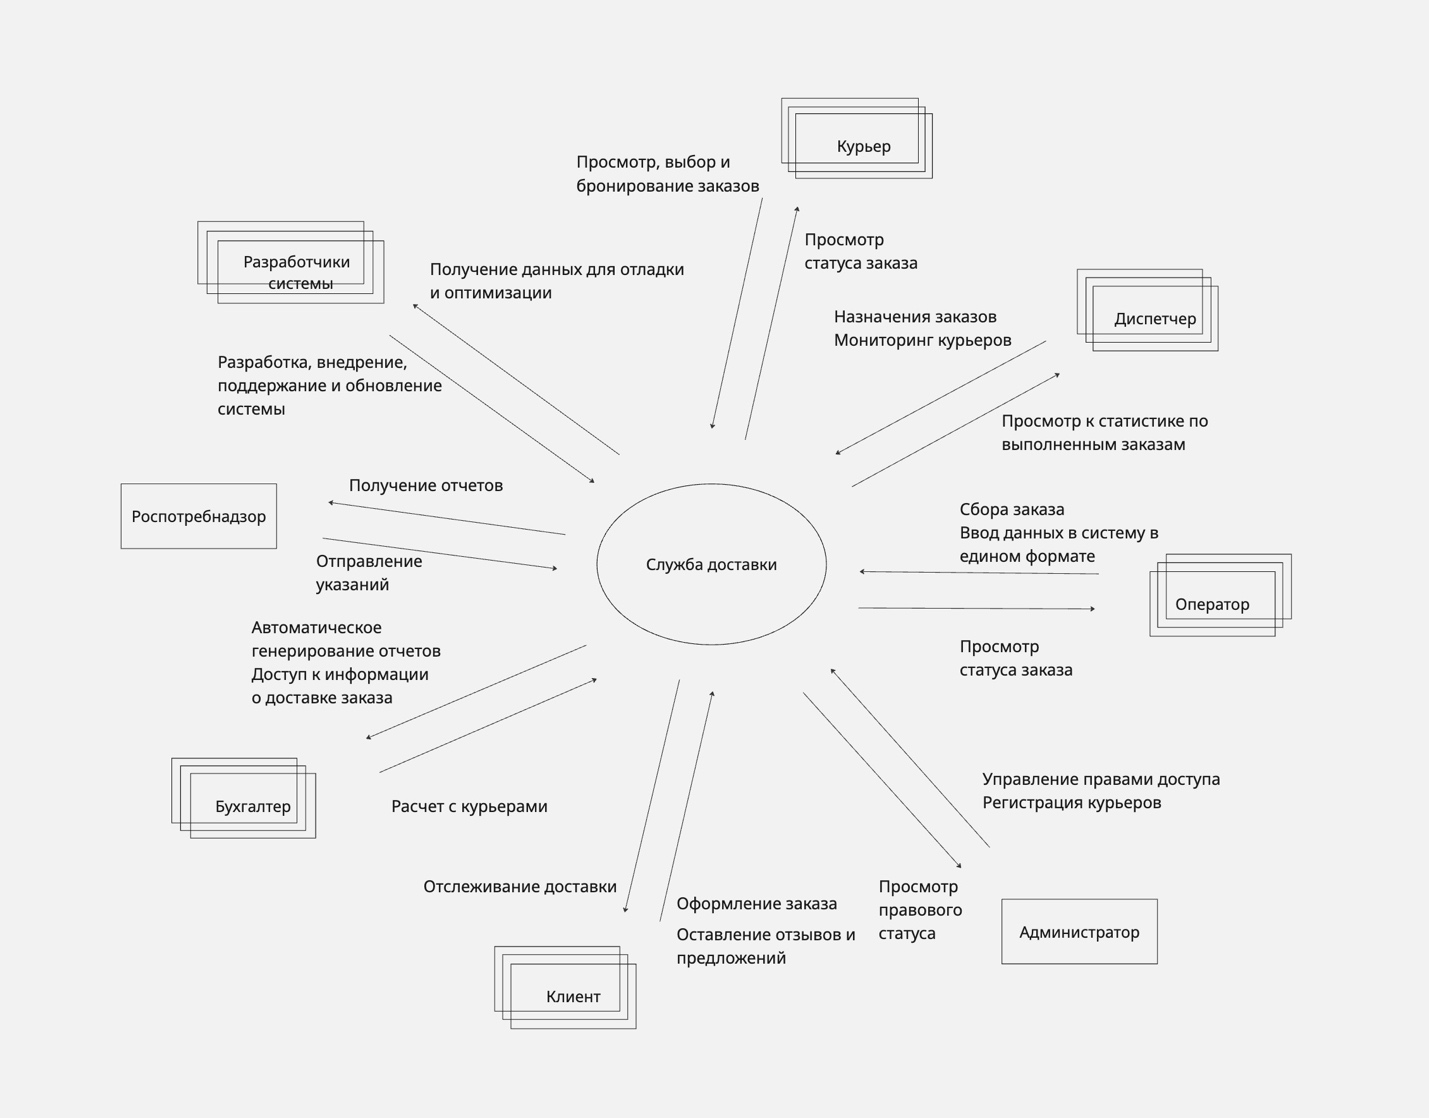 Курьер
Просмотр, выбор и
бронирование заказов
Просмотр
статуса заказа
Разработчики
системы
Получение данных для отладки
и оптимизации
Диспетчер
Назначения заказов
Мониторинг курьеров
Разработка, внедрение,
поддержание и обновление
системы
Просмотр к статистике по
выполненным заказам
Роспотребнадзор
Получение отчетов
Отправление
указаний
Служба доставки
Сбора заказа
Ввод данных в систему в
едином формате
Оператор
Просмотр
статуса заказа
Автоматическое
генерирование отчетов
Доступ к информации
о доставке заказа
Бухгалтер
Расчет с курьерами
Управление правами доступа
Регистрация курьеров
Отслеживание доставки
Оформление заказа
Оставление отзывов и
предложений
Просмотр
правового
статуса
Администратор
Клиент